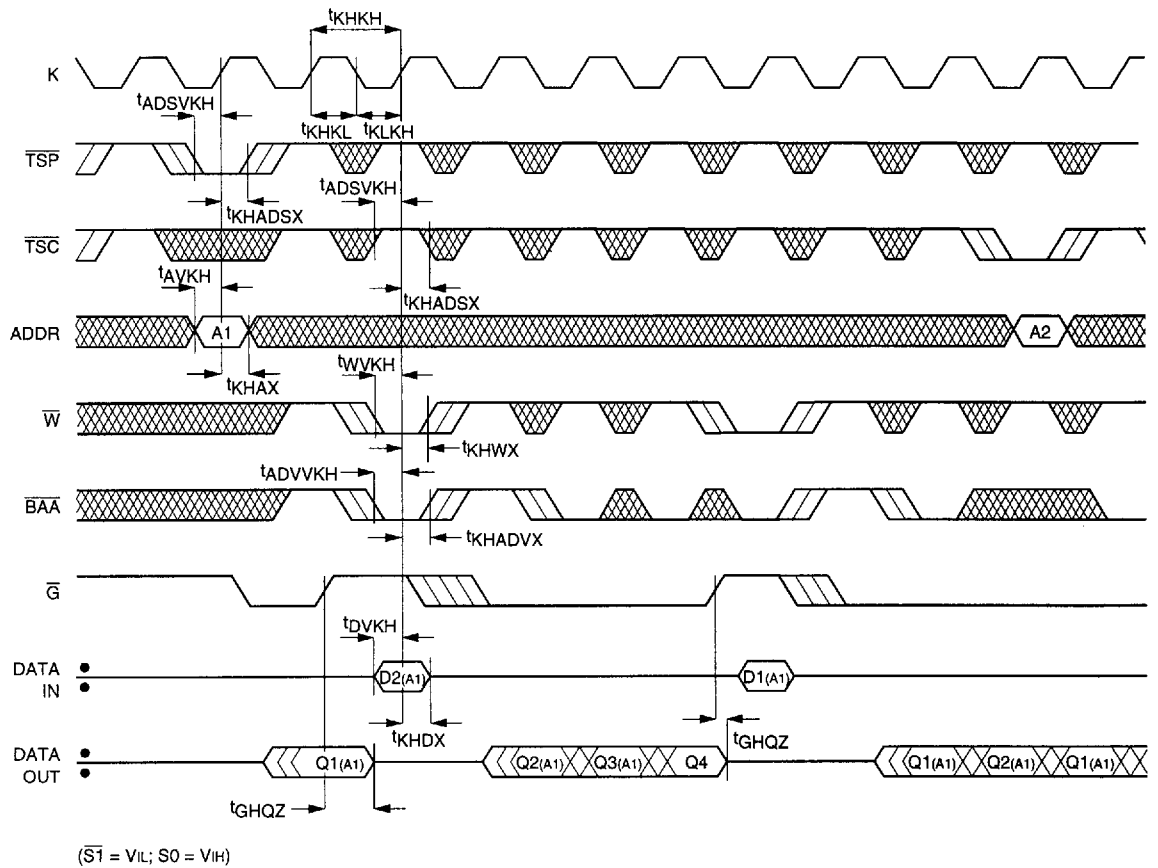 tKHKH
K
tADSVKH
tKHKL
tKLKH
TSP
tADSVKH
tKHADSX
TSC
tAVKH
tKHADSX
ADDR
A1
A2
tWVKH
tKHAX
W
tKHWX
tADVVKH
BAA
tKHADVX
G
tDVKH
DATA
IN
D2(A1)
D1(A1)
tKHDX
tGHQZ
DATA
OUT
Q1(A1)
Q2(A1)
Q3(A1)
Q4
Q1(A1)
Q2(A1)
Q1(A1)
tGHQZ
(S1 = VIL; S0 = VIH)